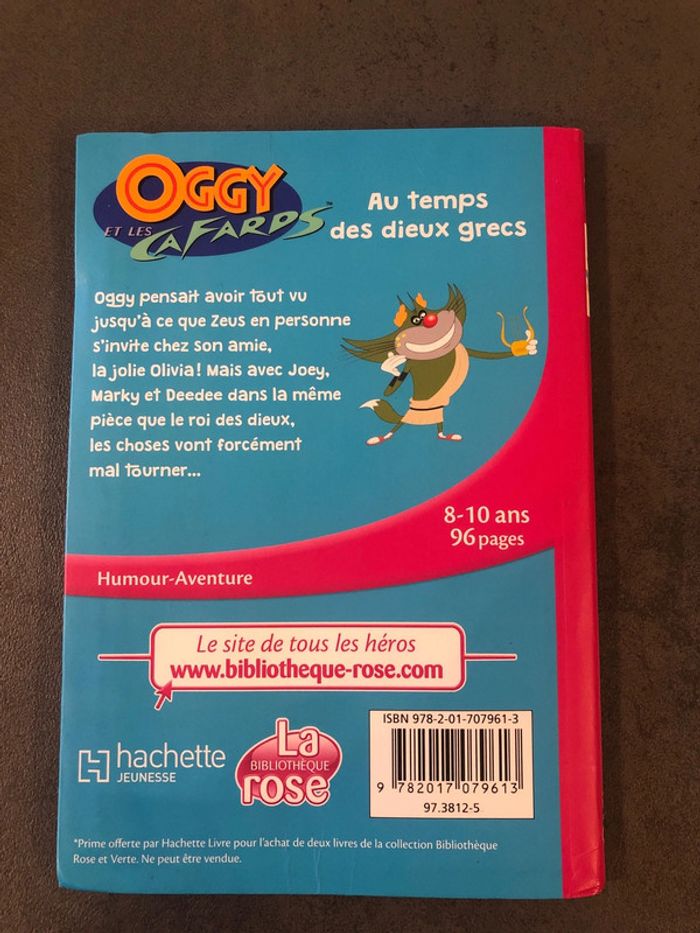 OGGY
ET LES CAFARDS™
Au temps
des dieux grecs
Oggy pensait avoir tout vu
jusqu'à ce que Zeus en personne
s'invite chez son amie,
la jolie Olivia! Mais avec Joey,
Marky et Deedee dans la même
pièce que le roi des dieux,
les choses vont forcément
mal tourner...
8-10 ans
96 pages
Humour-Aventure
Le site de tous les héros
www.bibliotheque-rose.com
hachette
JEUNESSE
La
BIBLIOTHÈQUE
rose
ISBN 978-2-01-707961-3
9 782017 079613
97.3812-5
*Prime offerte par Hachette Livre pour l'achat de deux livres de la collection Bibliothèque
Rose et Verte. Ne peut être vendue.